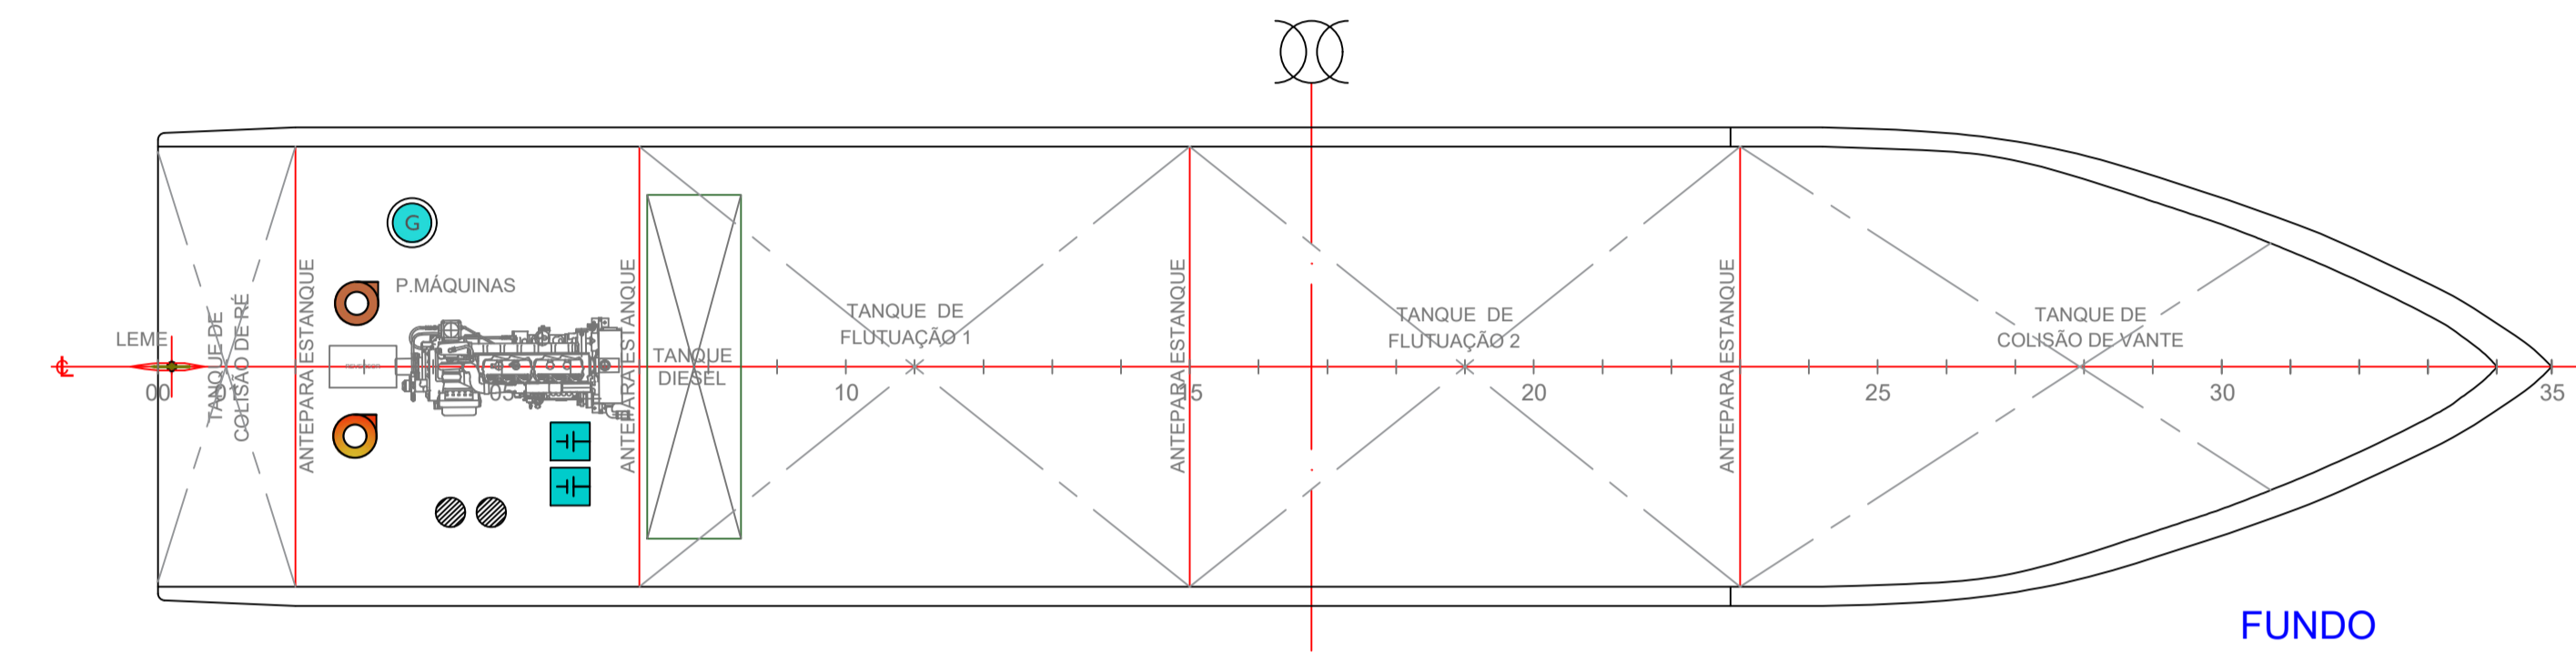 G
P.MÁQUINAS
LEME
TANQUE DE
COLISÃO DE RÉ
ANTEPARA ESTANQUE
ANTEPARA ESTANQUE
TANQUE
DIESEL
TANQUE DE
FLUTUAÇÃO 1
ANTEPARA ESTANQUE
TANQUE DE
FLUTUAÇÃO 2
ANTEPARA ESTANQUE
TANQUE DE
COLISÃO DE VANTE
00 01 05 10 15 20 25 30 35
FUNDO